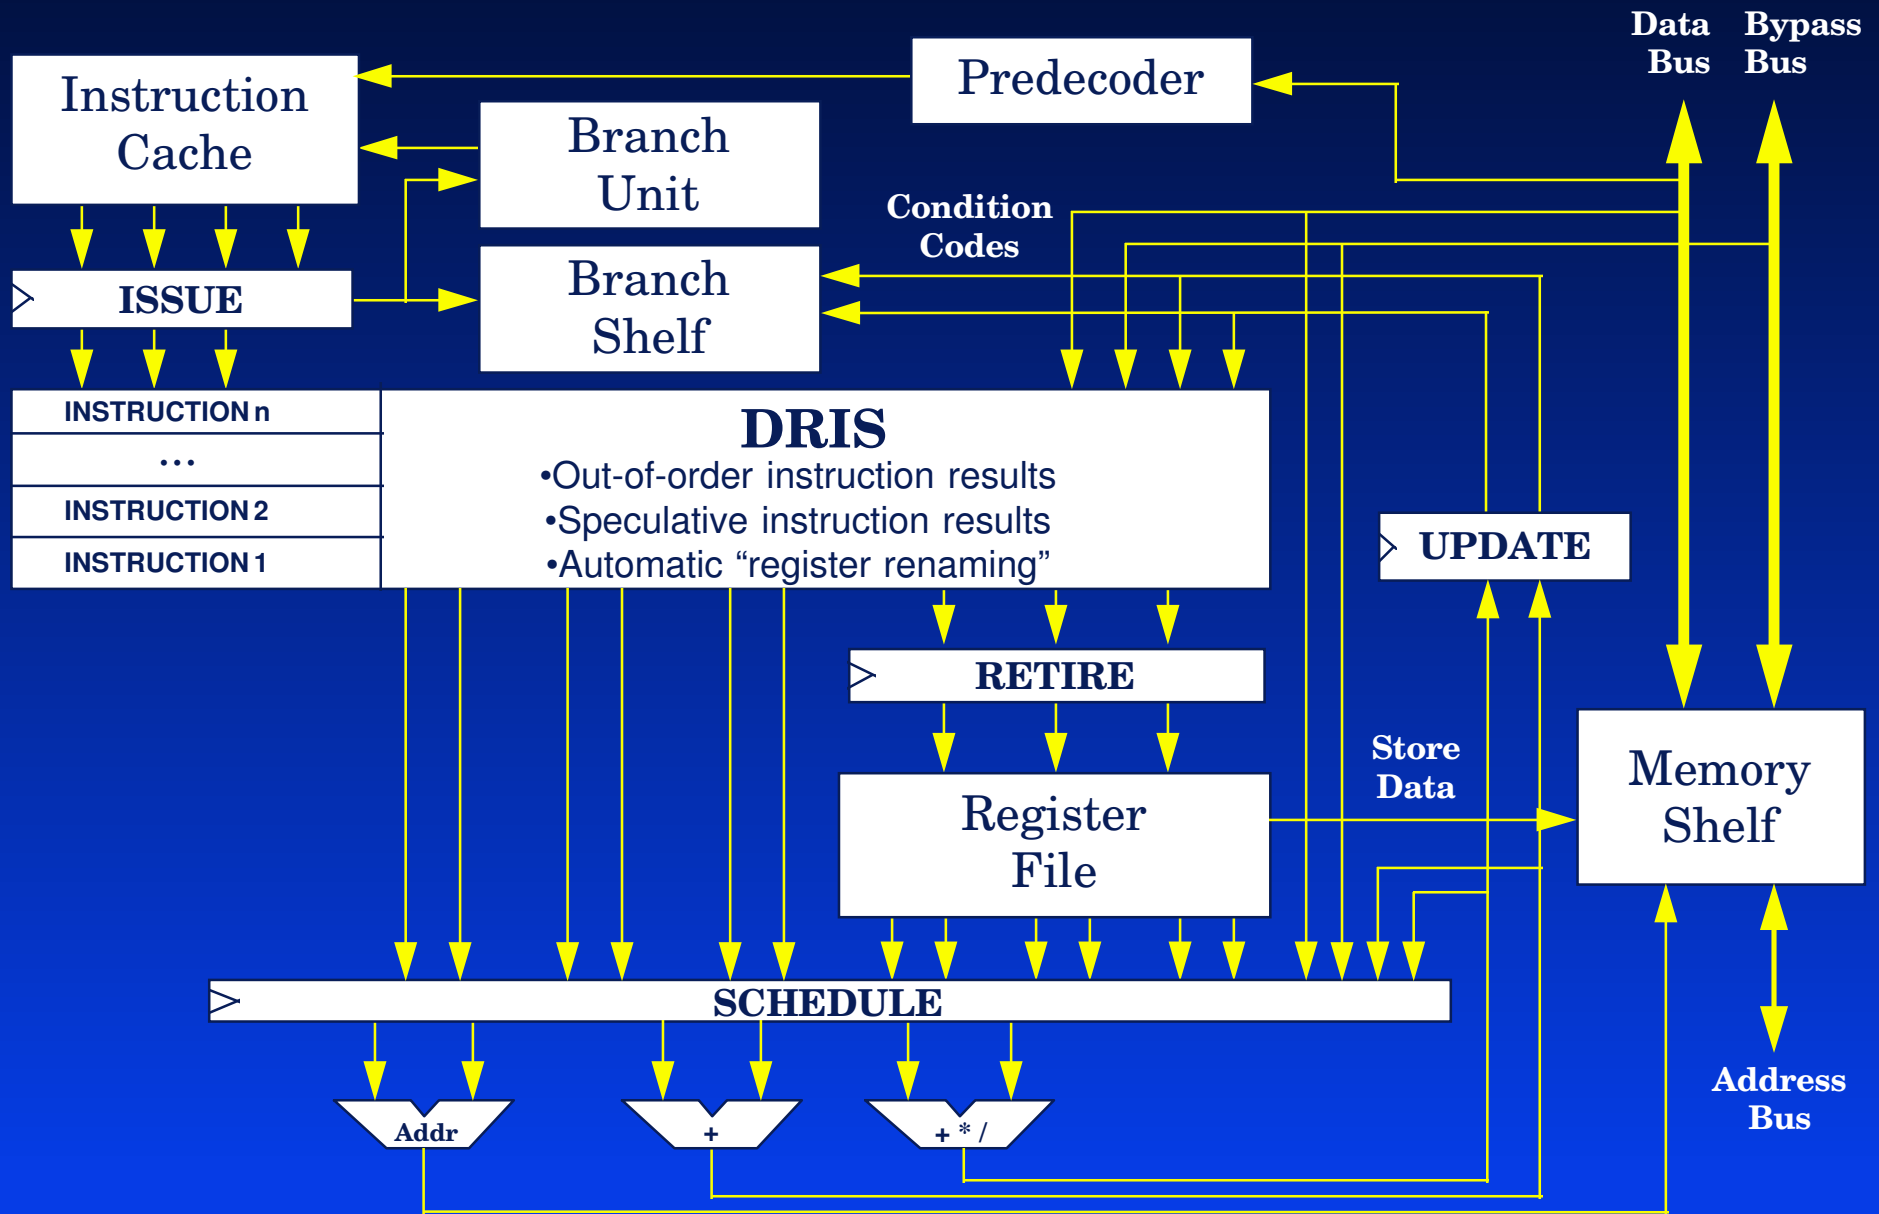 Data Bus
Bypass Bus
Instruction
Cache
Predecoder
Branch
Unit
Condition
Codes
ISSUE
Branch
Shelf
INSTRUCTION n
...
INSTRUCTION 2
INSTRUCTION 1
DRIS
•Out-of-order instruction results
•Speculative instruction results
•Automatic “register renaming”
UPDATE
RETIRE
Register
File
Store
Data
Memory
Shelf
SCHEDULE
Addr
+
+ * /
Address
Bus